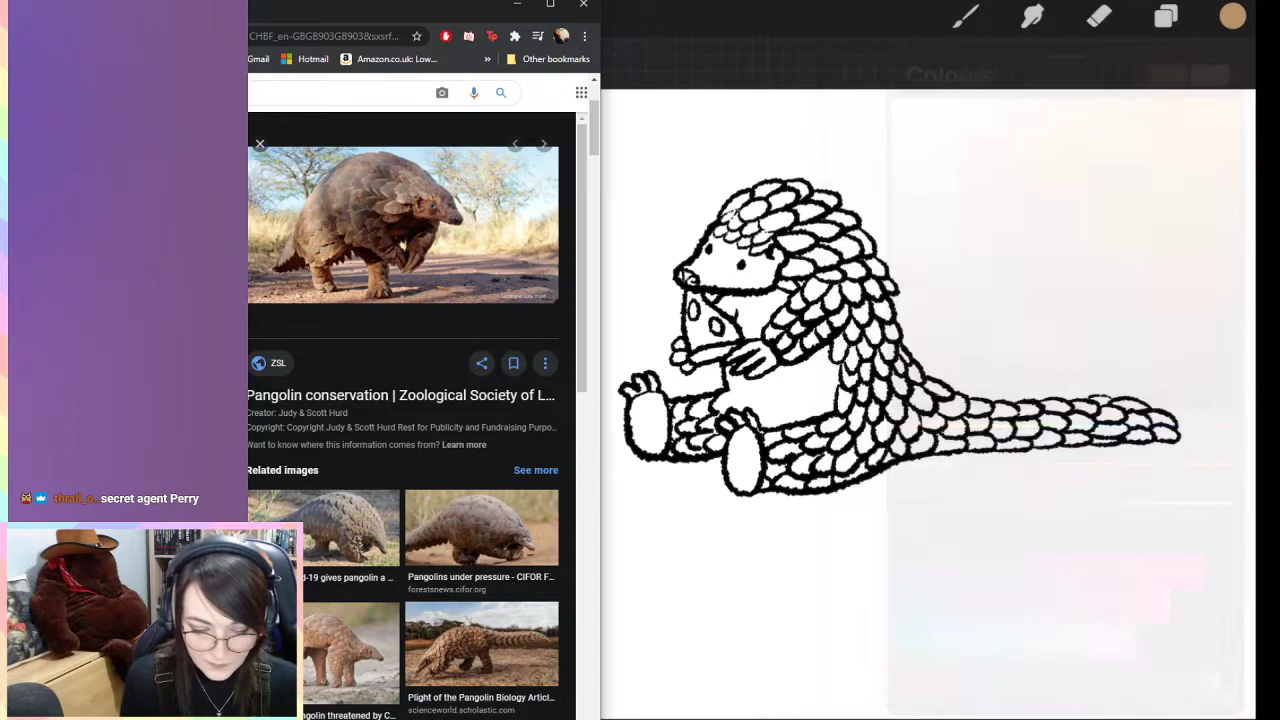 CHBF_en-GBGB903GB903&sxsrf...
Gmail
Hotmail
Amazon.co.uk: Low...
»
Other bookmarks
Colours
ZSL
Pangolin conservation | Zoological Society of L...
Creator: Judy & Scott Hurd
Copyright: Copyright Judy & Scott Hurd Rest for Publicity and Fundraising Purpo...
Want to know where this information comes from? Learn more
Related images
See more
d-19 gives pangolin a ...
Pangolins under pressure - CIFOR F...
forestsnews.cifor.org
ngolin threatened by C...
Plight of the Pangolin Biology Articl...
scienceworld.scholastic.com
secret agent Perry